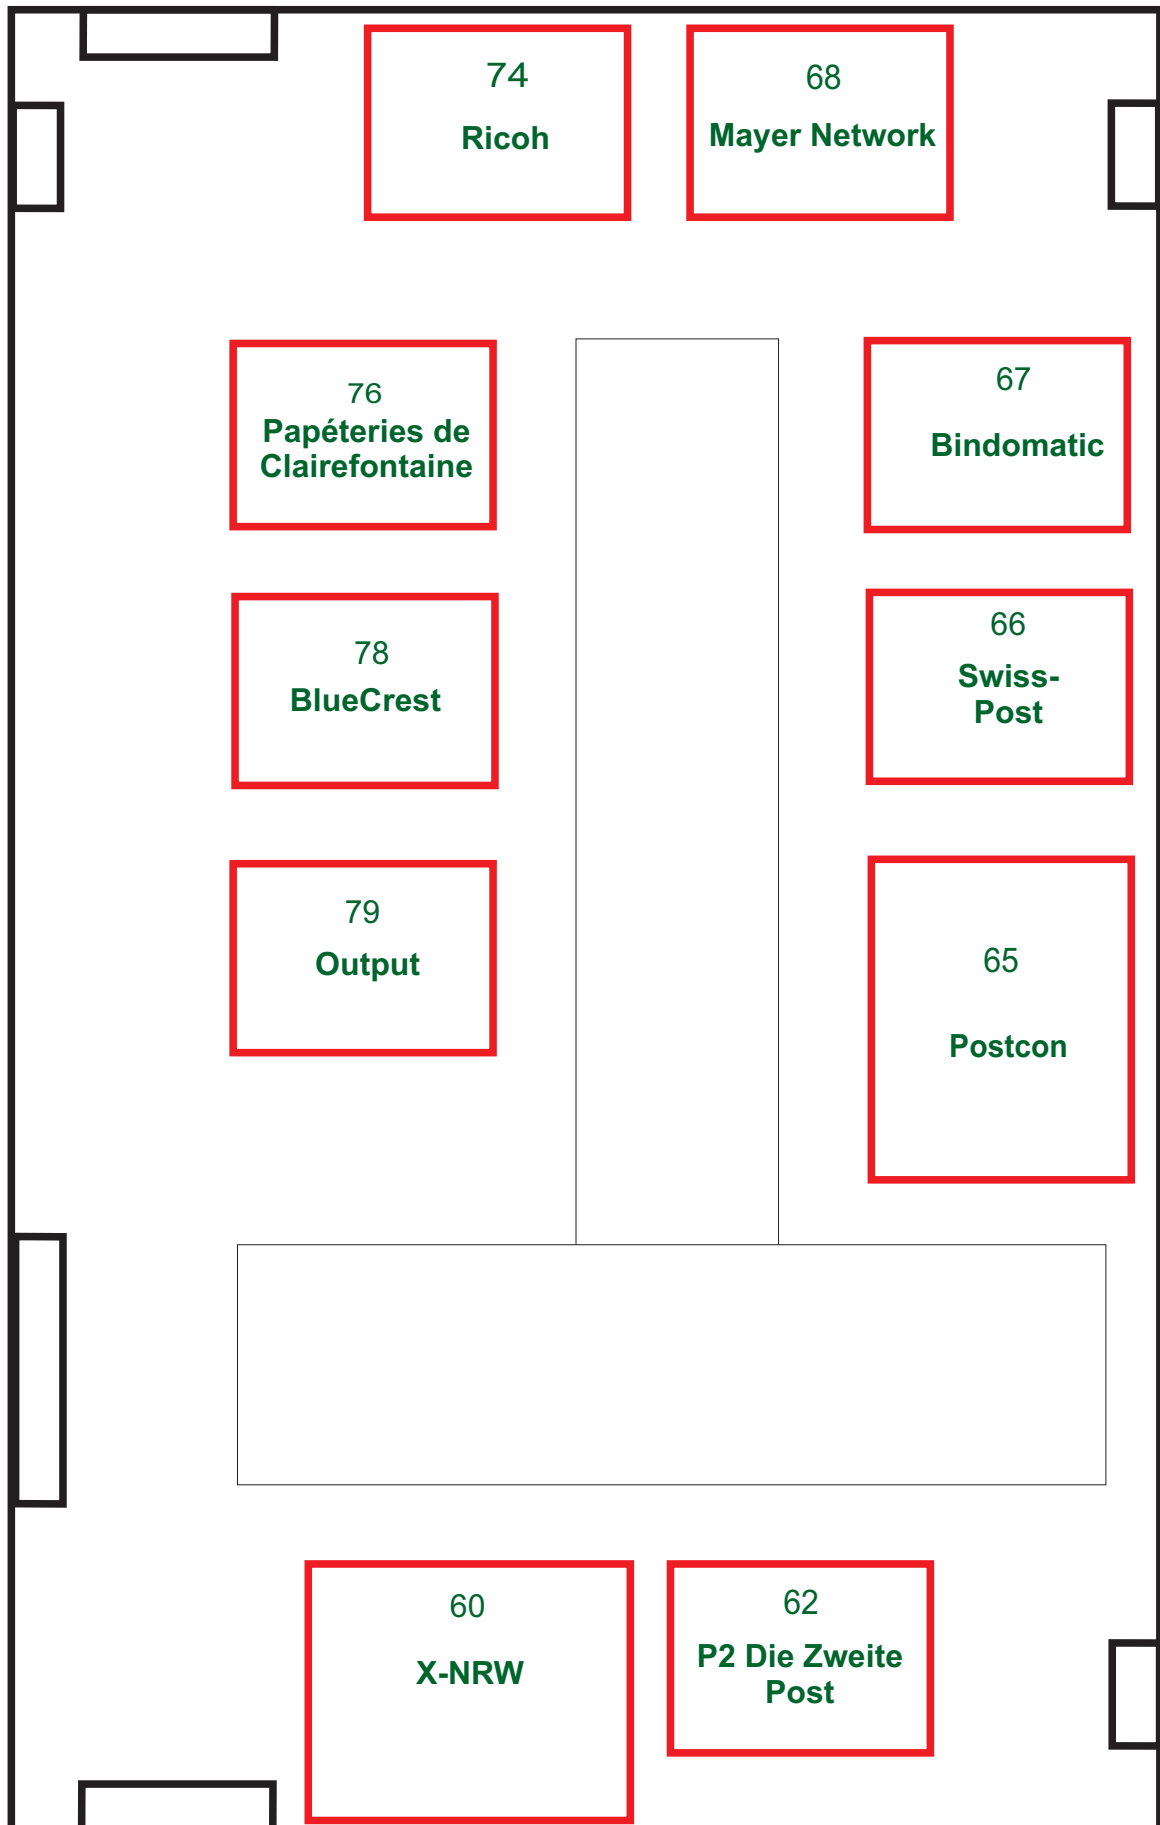 74
Ricoh
68
Mayer Network
76
Papéteries de
Clairefontaine
67
Bindomatic
78
BlueCrest
66
Swiss-
Post
79
Output
65
Postcon
60
X-NRW
62
P2 Die Zweite
Post